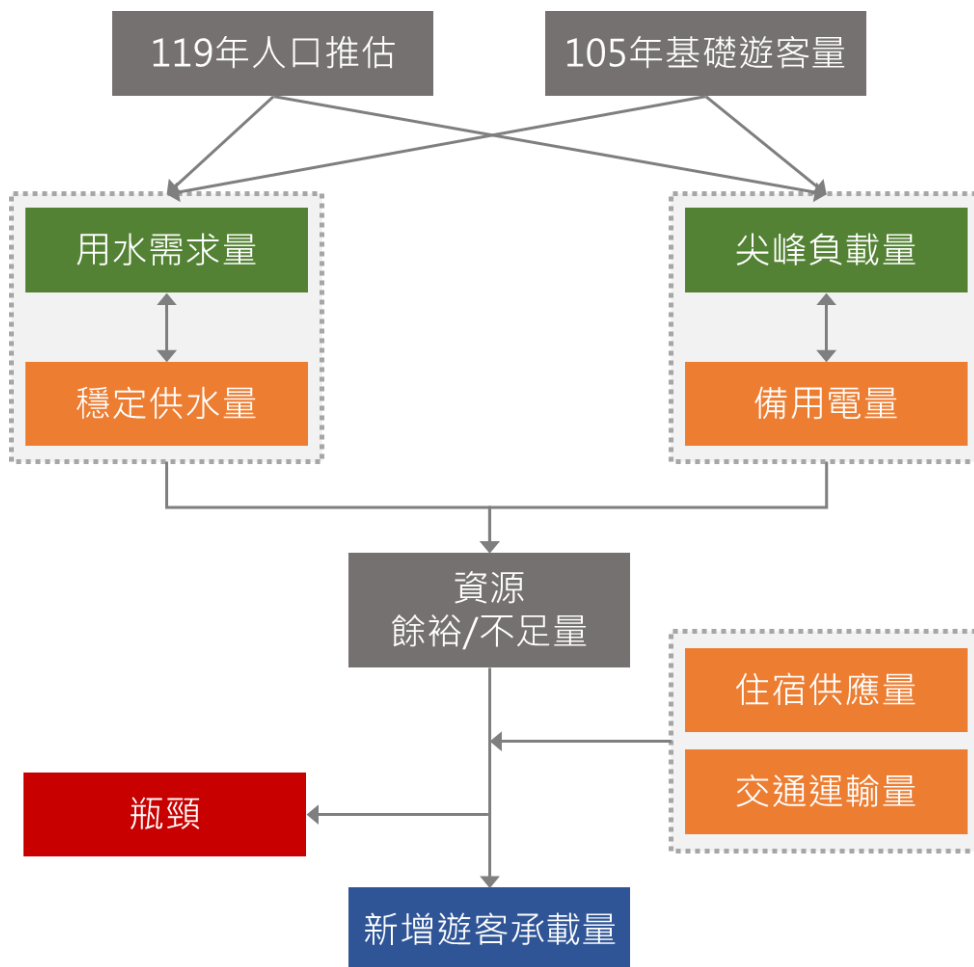 119年人口推估
105年基礎遊客量
用水需求量
尖峰負載量
穩定供水量
備用電量
資源
餘裕/不足量
住宿供應量
交通運輸量
瓶頸
新增遊客承載量